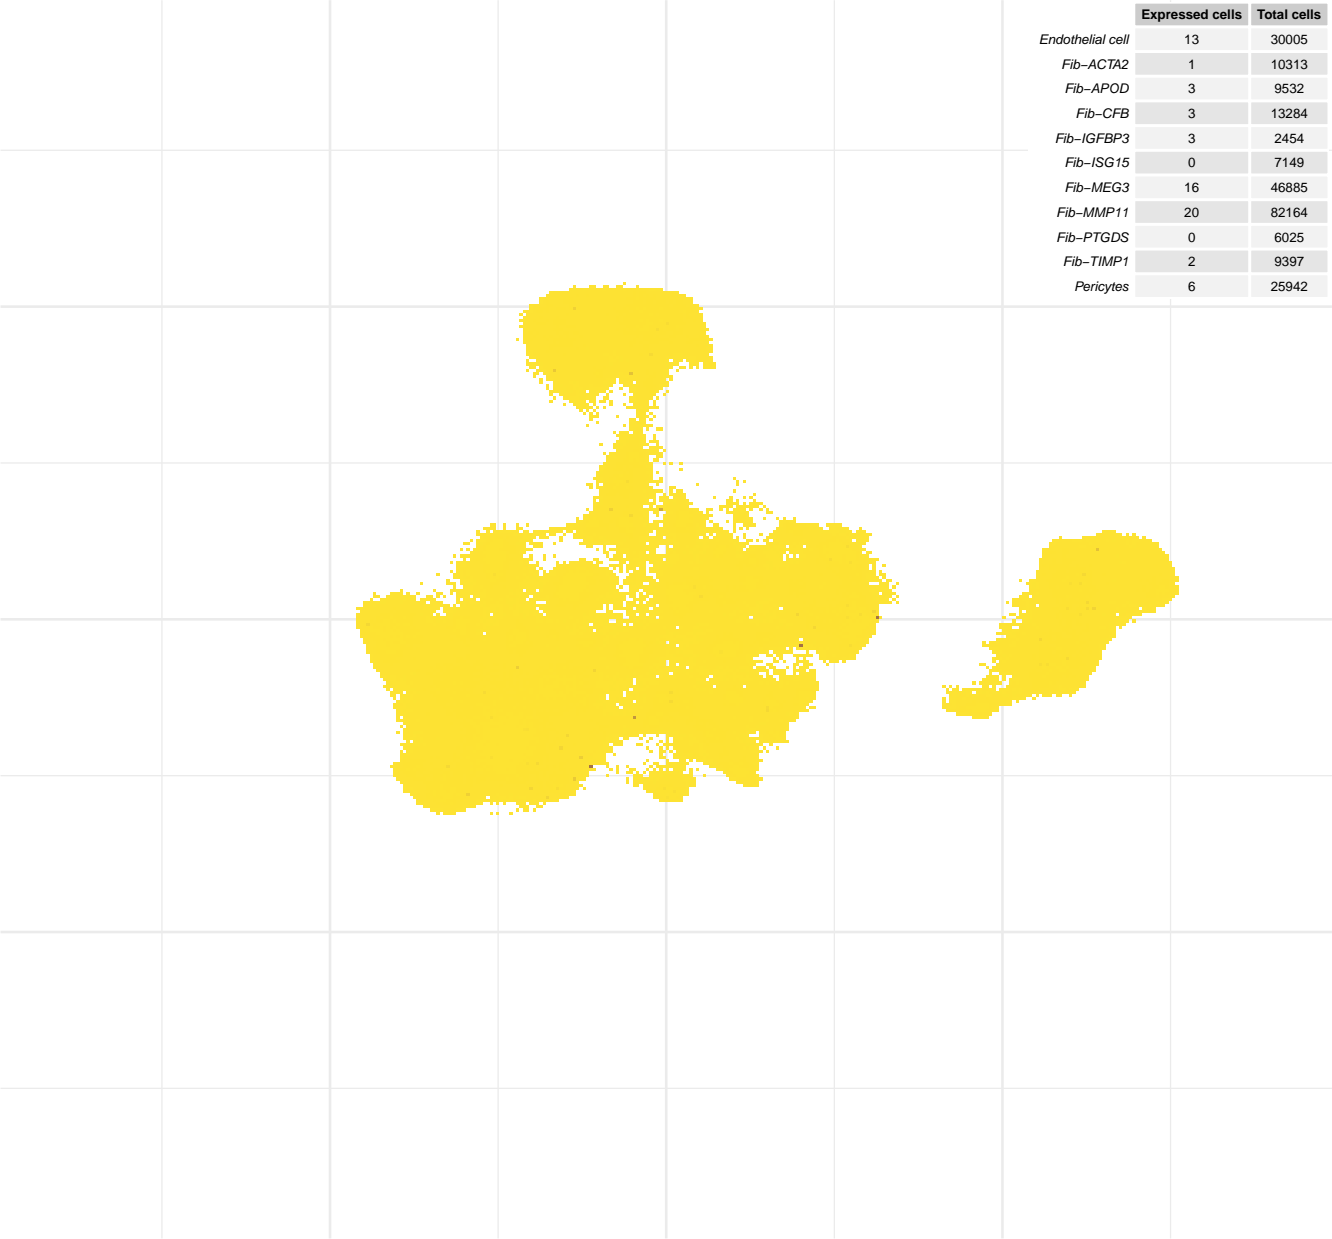 Expressed cells Total cells
Endothelial cell 13 30005
Fib−ACTA2 1 10313
Fib−APOD 3 9532
Fib−CFB 3 13284
Fib−IGFBP3 3 2454
Fib−ISG15 0 7149
Fib−MEG3 16 46885
Fib−MMP11 20 82164
Fib−PTGDS 0 6025
Fib−TIMP1 2 9397
Pericytes 6 25942